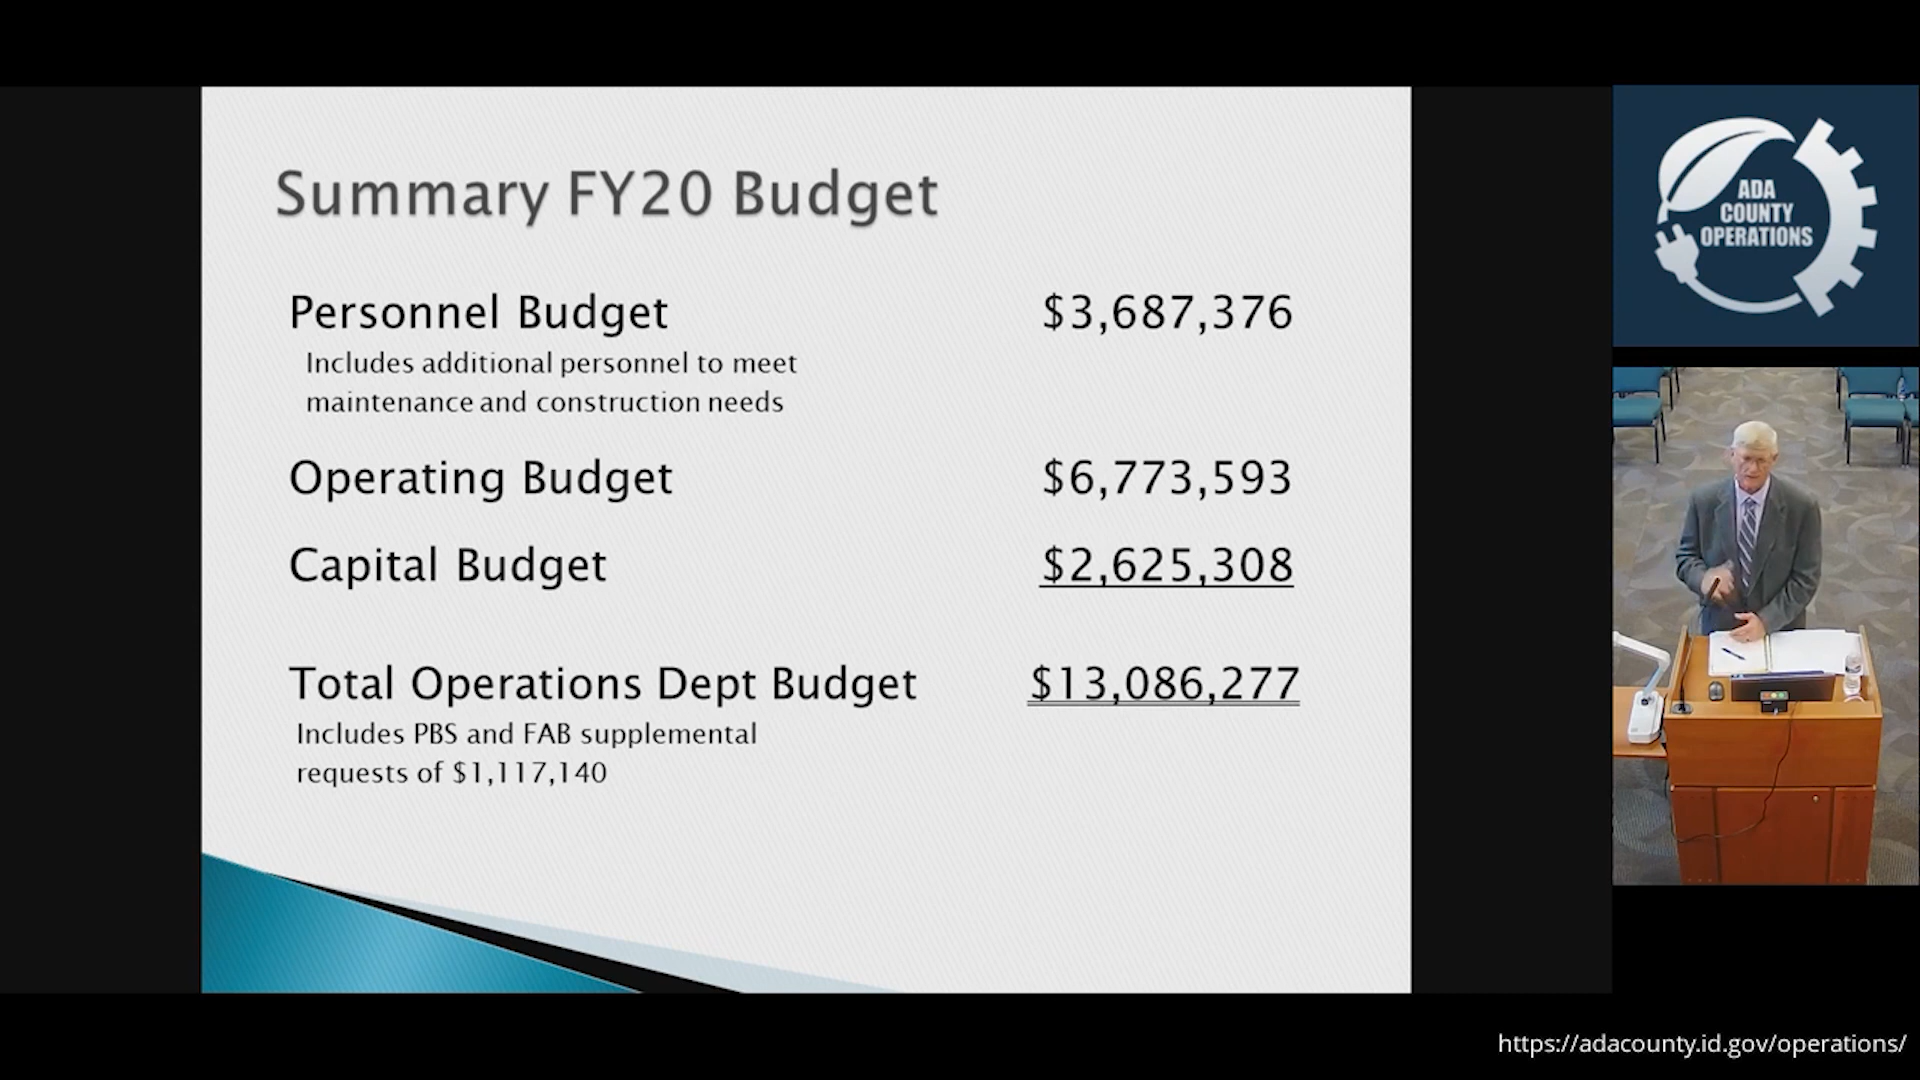 Summary FY20 Budget
Personnel Budget $3,687,376
Includes additional personnel to meet
maintenance and construction needs
Operating Budget $6,773,593
Capital Budget $2,625,308
Total Operations Dept Budget $13,086,277
Includes PBS and FAB supplemental
requests of $1,117,140
ADA
COUNTY
OPERATIONS
https://adacounty.id.gov/operations/